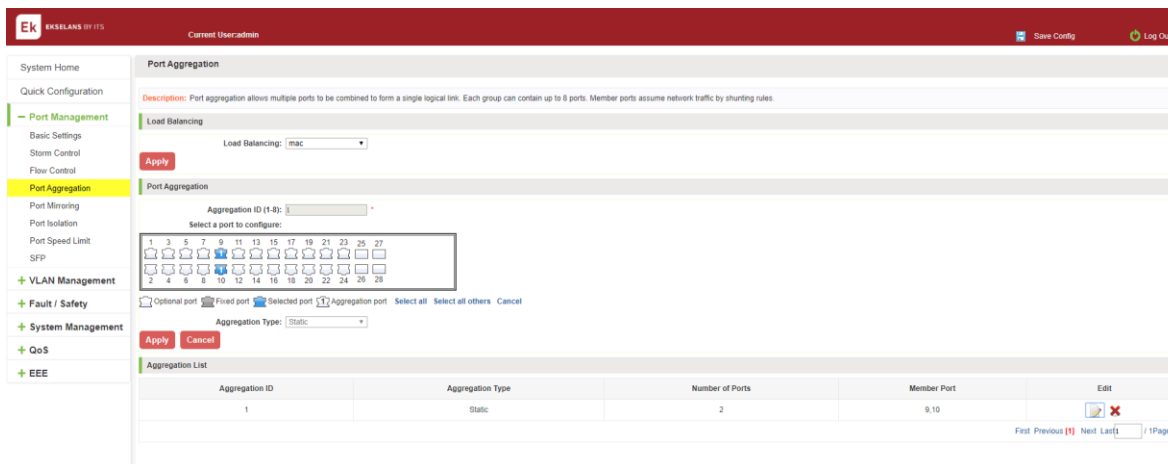 Ek EKSELANS BY ITS
Current User:admin
Save Config
Log Ou
System Home
Quick Configuration
Port Management
Basic Settings
Storm Control
Flow Control
Port Aggregation
Port Mirroring
Port Isolation
Port Speed Limit
SFP
VLAN Management
Fault / Safety
System Management
QoS
EEE
Port Aggregation
Description: Port aggregation allows multiple ports to be combined to form a single logical link. Each group can contain up to 8 ports. Member ports assume network traffic by shunting rules.
Load Balancing
Load Balancing: mac
Apply
Port Aggregation
Aggregation ID (1-8): 1 *
Select a port to configure:
1 3 5 7 9 11 13 15 17 19 21 23 25 27
1
1
2 4 6 8 10 12 14 16 18 20 22 24 26 28
Optional port Fixed port Selected port 1 Aggregation port Select all Select all others Cancel
Aggregation Type: Static
Apply Cancel
Aggregation List
Aggregation ID Aggregation Type Number of Ports Member Port Edit
1 Static 2 9,10
First Previous [1] Next Last 1 / 1Page